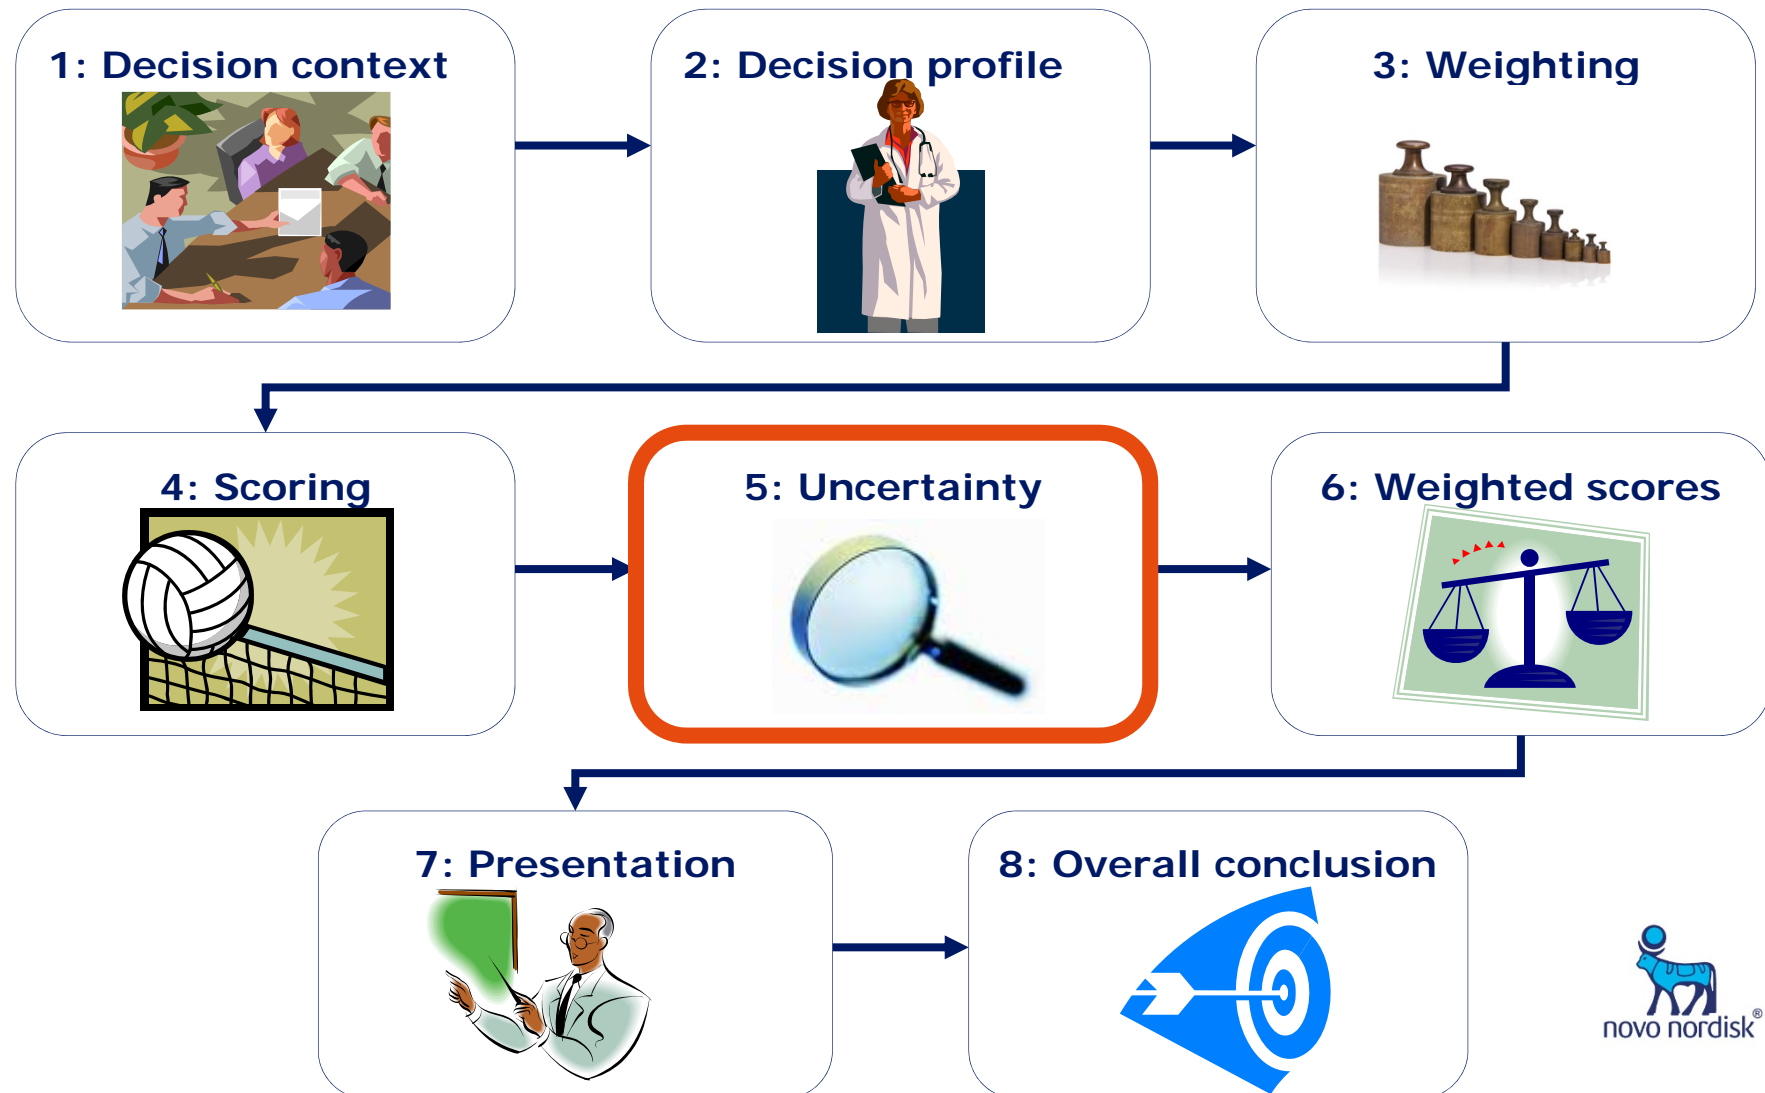 1: Decision context
2: Decision profile
3: Weighting
4: Scoring
5: Uncertainty
6: Weighted scores
7: Presentation
8: Overall conclusion
novo nordisk®